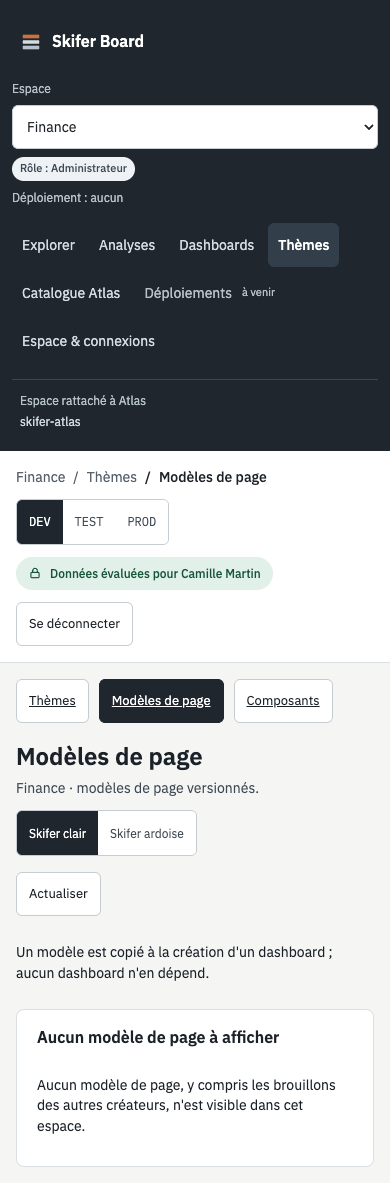 Skifer Board
Espace
Finance
Rôle : Administrateur
Déploiement : aucun
Explorer Analyses Dashboards Thèmes
Catalogue Atlas Déploiements à venir
Espace & connexions
Espace rattaché à Atlas
skifer-atlas
Finance / Thèmes / Modèles de page
DEV TEST PROD
Données évaluées pour Camille Martin
Se déconnecter
Thèmes Modèles de page Composants
Modèles de page
Finance · modèles de page versionnés.
Skifer clair Skifer ardoise
Actualiser
Un modèle est copié à la création d'un dashboard ;
aucun dashboard n'en dépend.
Aucun modèle de page à afficher
Aucun modèle de page, y compris les brouillons
des autres créateurs, n'est visible dans cet
espace.